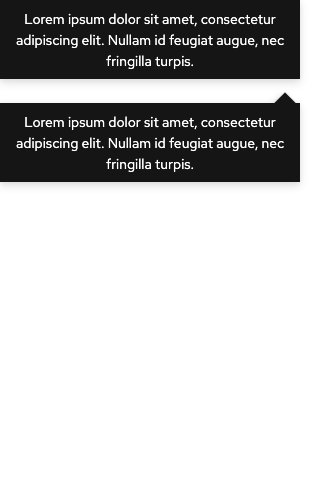 Lorem ipsum dolor sit amet, consectetur
adipiscing elit. Nullam id feugiat augue, nec
fringilla turpis.
Lorem ipsum dolor sit amet, consectetur
adipiscing elit. Nullam id feugiat augue, nec
fringilla turpis.